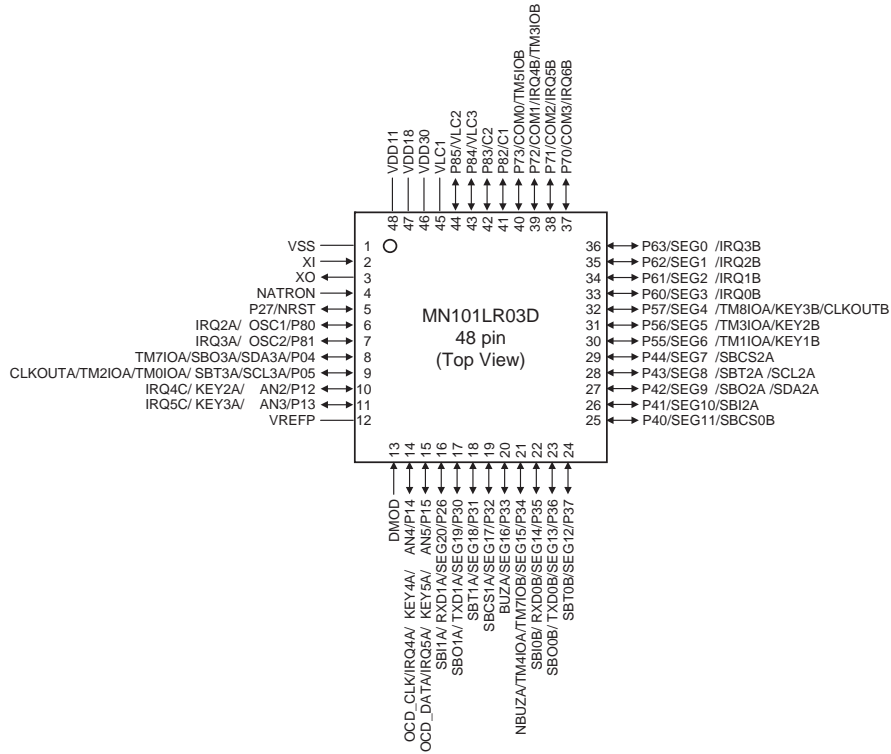 VDD11
VDD18
VDD30
VLC1
P85/VLC2
P84/VLC3
P83/C2
P82/C1
P73/COM0/TM5IOB
P72/COM1/IRQ4B/TM3IOB
P71/COM2/IRQ5B
P70/COM3/IRQ6B
48
47
46
45
44
43
42
41
40
39
38
37
VSS 1
XI 2
XO 3
NATRON 4
P27/NRST 5
IRQ2A/ OSC1/P80 6
IRQ3A/ OSC2/P81 7
TM7IOA/SBO3A/SDA3A/P04 8
CLKOUTA/TM2IOA/TM0IOA/ SBT3A/SCL3A/P05 9
IRQ4C/ KEY2A/ AN2/P12 10
IRQ5C/ KEY3A/ AN3/P13 11
VREFP 12
MN101LR03D
48 pin
(Top View)
36 P63/SEG0 /IRQ3B
35 P62/SEG1 /IRQ2B
34 P61/SEG2 /IRQ1B
33 P60/SEG3 /IRQ0B
32 P57/SEG4 /TM8IOA/KEY3B/CLKOUTB
31 P56/SEG5 /TM3IOA/KEY2B
30 P55/SEG6 /TM1IOA/KEY1B
29 P44/SEG7 /SBCS2A
28 P43/SEG8 /SBT2A /SCL2A
27 P42/SEG9 /SBO2A /SDA2A
26 P41/SEG10/SBI2A
25 P40/SEG11/SBCS0B
13
14
15
16
17
18
19
20
21
22
23
24
DMOD
OCD_CLK/IRQ4A/ KEY4A/ AN4/P14
OCD_DATA/IRQ5A/ KEY5A/ AN5/P15
SBI1A/ RXD1A/SEG20/P26
SBO1A/ TXD1A/SEG19/P30
SBT1A/SEG18/P31
SBCS1A/SEG17/P32
BUZA/SEG16/P33
NBUZA/TM4IOA/TM7IOB/SEG15/P34
SBI0B/ RXD0B/SEG14/P35
SBO0B/ TXD0B/SEG13/P36
SBT0B/SEG12/P37